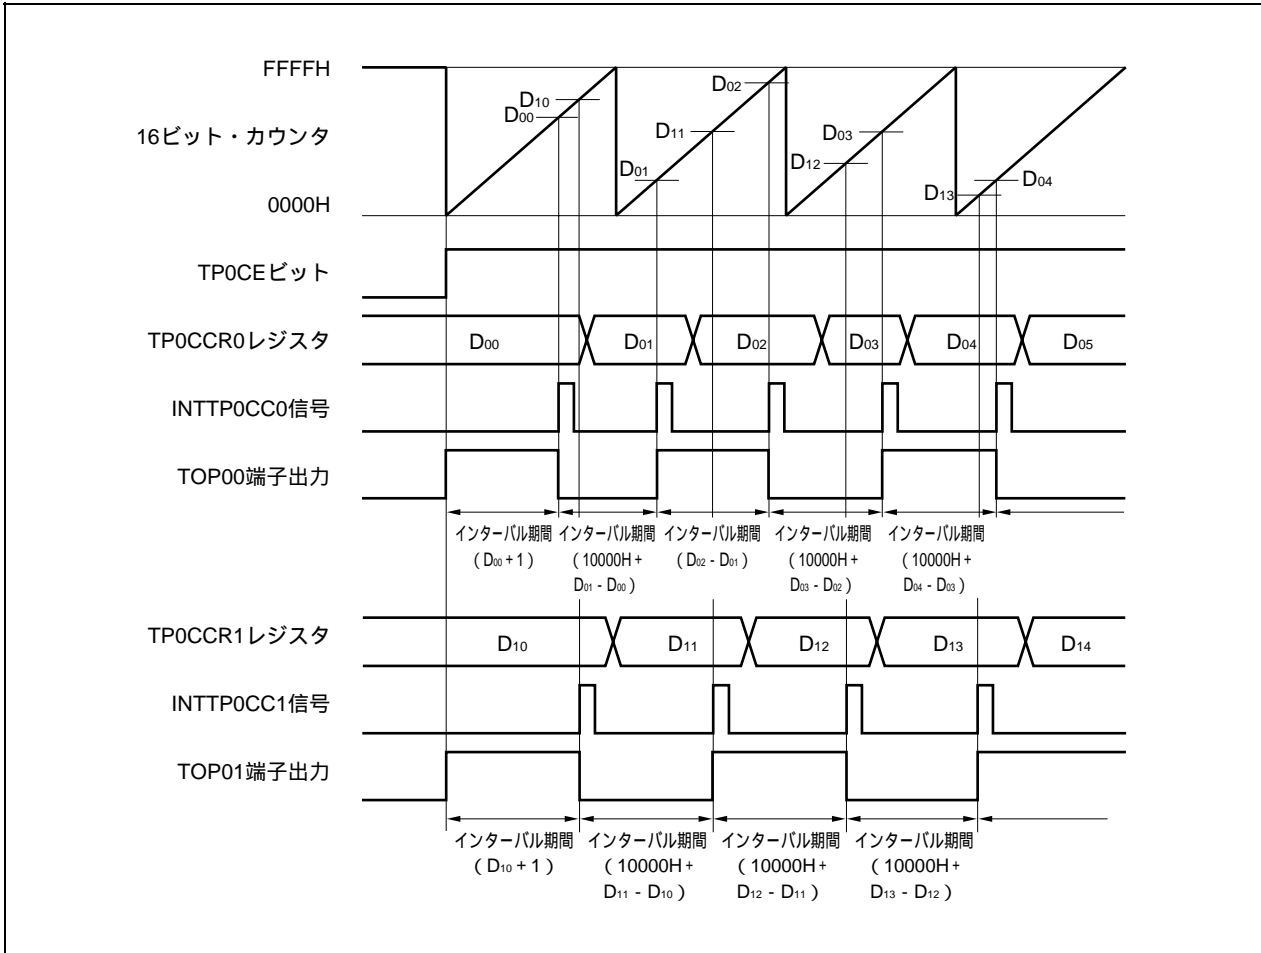 FFFFH
D10
D00
D02
D11
D03
16ビット・カウンタ
D01
D12
D13
D04
0000H
TP0CEビット
TP0CCR0レジスタ
D00
D01
D02
D03
D04
D05
INTTP0CC0信号
TOP00端子出力
インターバル期間
(D00 + 1)
インターバル期間
(10000H +
D01 - D00)
インターバル期間
(D02 - D01)
インターバル期間
(10000H +
D03 - D02)
インターバル期間
(10000H +
D04 - D03)
TP0CCR1レジスタ
D10
D11
D12
D13
D14
INTTP0CC1信号
TOP01端子出力
インターバル期間
(D10 + 1)
インターバル期間
(10000H +
D11 - D10)
インターバル期間
(10000H +
D12 - D11)
インターバル期間
(10000H +
D13 - D12)